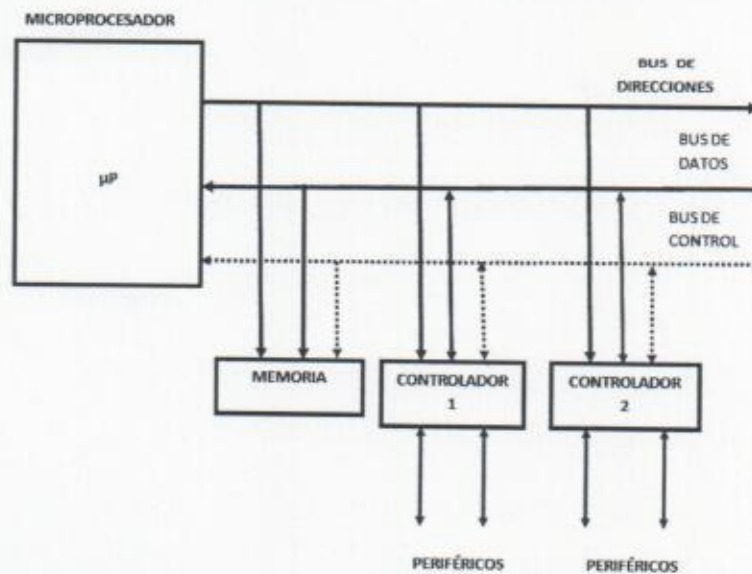 MICROPROCESADOR
BUS DE
DIRECCIONES
BUS DE
DATOS
µP
BUS DE
CONTROL
MEMORIA
CONTROLADOR
1
CONTROLADOR
2
PERIFÉRICOS
PERIFÉRICOS